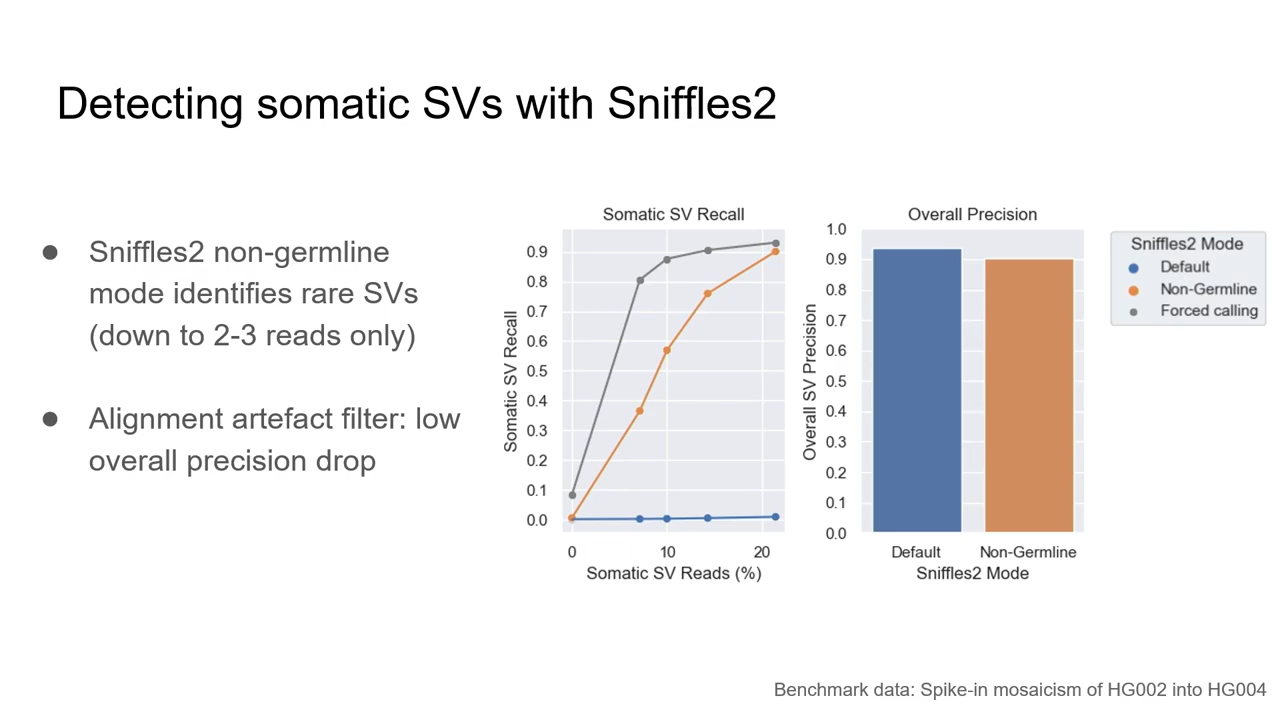 Detecting somatic SVs with Sniffles2
● Sniffles2 non-germline
mode identifies rare SVs
(down to 2-3 reads only)
● Alignment artefact filter: low
overall precision drop
Somatic SV Recall
Somatic SV Recall
0.9
0.8
0.7
0.6
0.5
0.4
0.3
0.2
0.1
0.0
0 10 20
Somatic SV Reads (%)
Overall Precision
Overall SV Precision
1.0
0.9
0.8
0.7
0.6
0.5
0.4
0.3
0.2
0.1
0.0
Default Non-Germline
Sniffles2 Mode
Sniffles2 Mode
Default
Non-Germline
Forced calling
Benchmark data: Spike-in mosaicism of HG002 into HG004